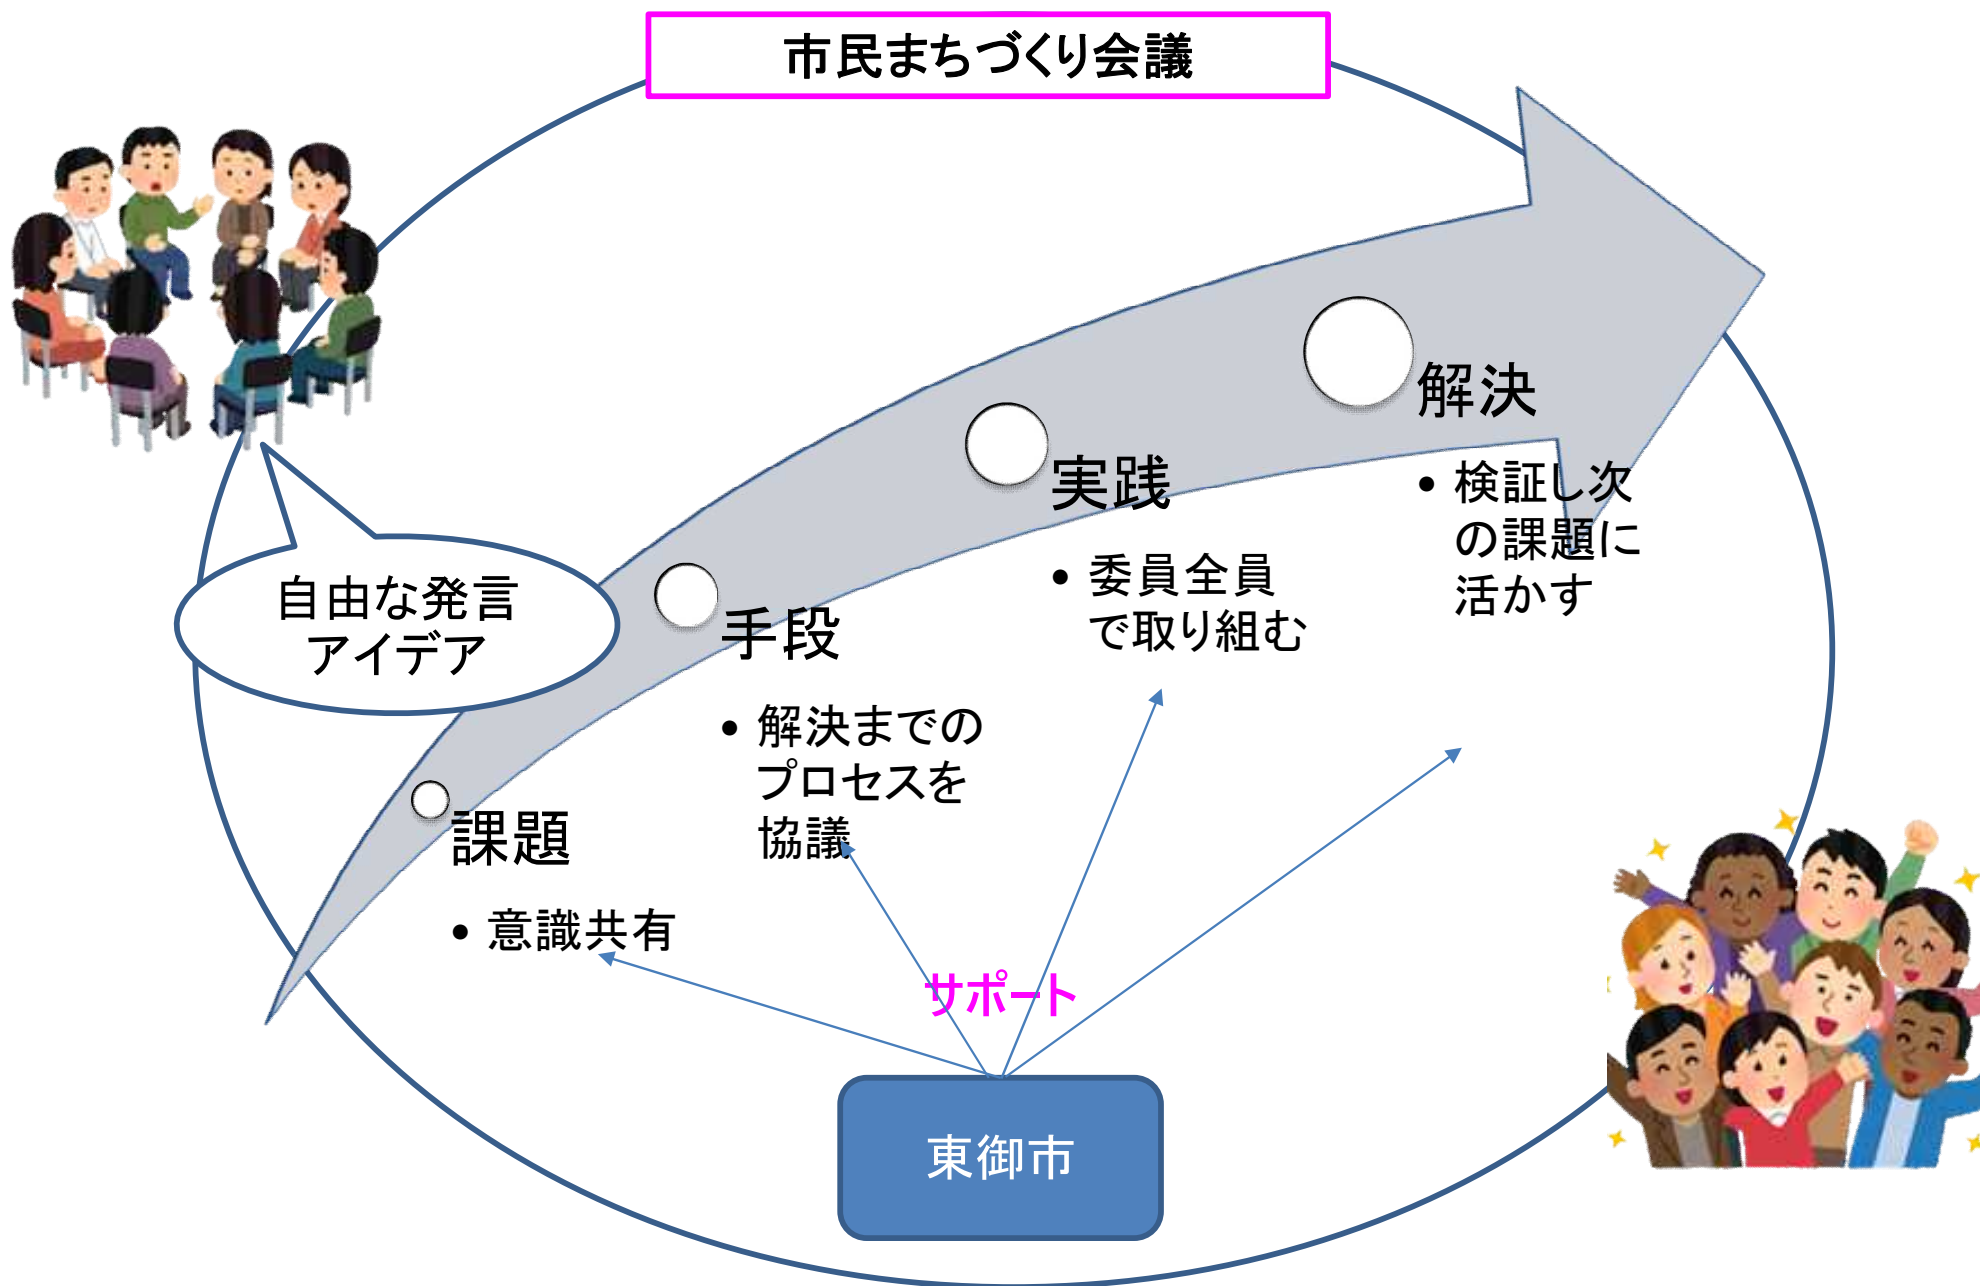 市民まちづくり会議
自由な発言
アイデア
課題
• 意識共有
手段
• 解決までの
プロセスを
協議
実践
• 委員全員
で取り組む
解決
• 検証し次
の課題に
活かす
サポート
東御市